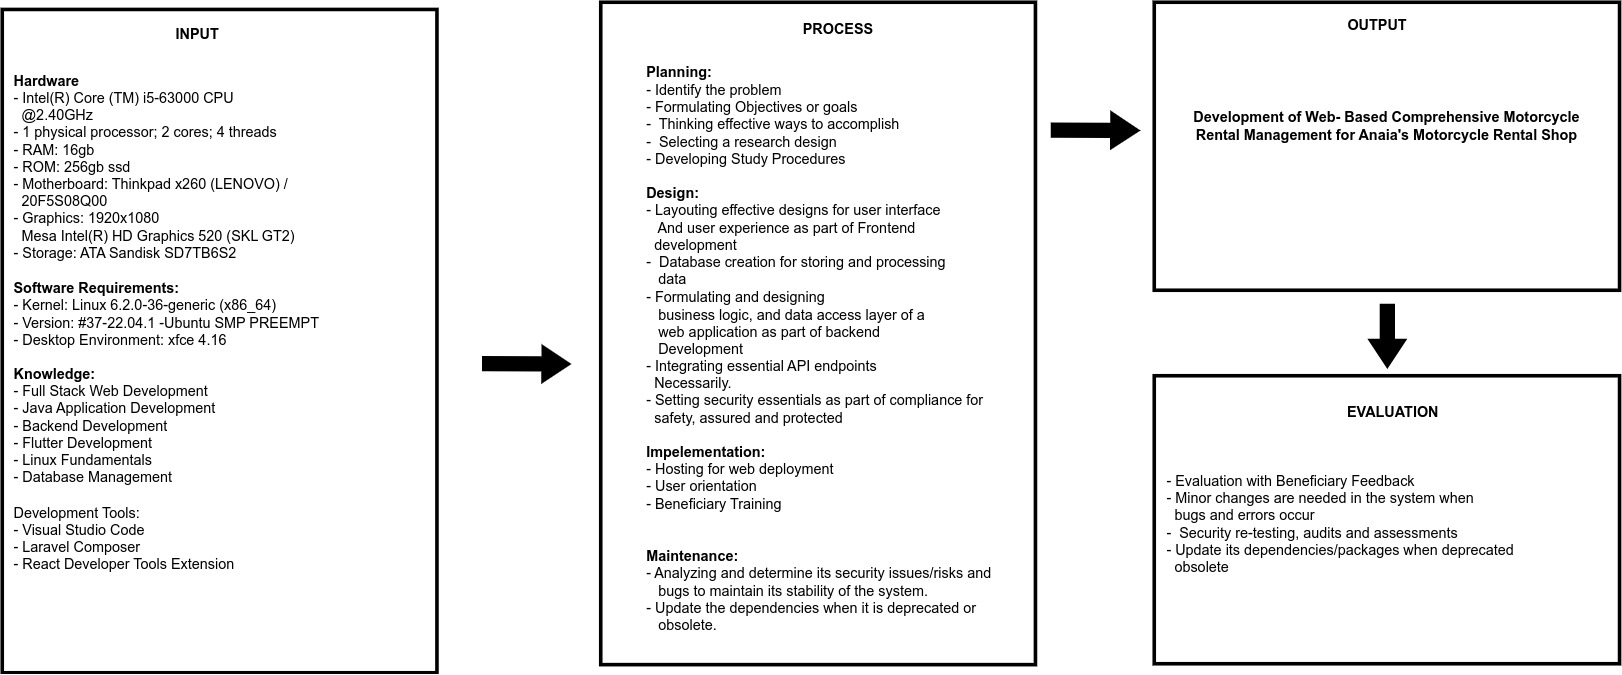 INPUT
Hardware
- Intel(R) Core (TM) i5-63000 CPU
@2.40GHz
- 1 physical processor; 2 cores; 4 threads
- RAM: 16gb
- ROM: 256gb ssd
- Motherboard: Thinkpad x260 (LENOVO) /
20F5S08Q00
- Graphics: 1920x1080
Mesa Intel(R) HD Graphics 520 (SKL GT2)
- Storage: ATA Sandisk SD7TB6S2
Software Requirements:
- Kernel: Linux 6.2.0-36-generic (x86_64)
- Version: #37-22.04.1 -Ubuntu SMP PREEMPT
- Desktop Environment: xfce 4.16
Knowledge:
- Full Stack Web Development
- Java Application Development
- Backend Development
- Flutter Development
- Linux Fundamentals
- Database Management
Development Tools:
- Visual Studio Code
- Laravel Composer
- React Developer Tools Extension
PROCESS
Planning:
- Identify the problem
- Formulating Objectives or goals
- Thinking effective ways to accomplish
- Selecting a research design
- Developing Study Procedures
Design:
- Layouting effective designs for user interface
And user experience as part of Frontend
development
- Database creation for storing and processing
data
- Formulating and designing
business logic, and data access layer of a
web application as part of backend
Development
- Integrating essential API endpoints
Necessarily.
- Setting security essentials as part of compliance for
safety, assured and protected
Impelementation:
- Hosting for web deployment
- User orientation
- Beneficiary Training
Maintenance:
- Analyzing and determine its security issues/risks and
bugs to maintain its stability of the system.
- Update the dependencies when it is deprecated or
obsolete.
OUTPUT
Development of Web- Based Comprehensive Motorcycle
Rental Management for Anaia's Motorcycle Rental Shop
EVALUATION
- Evaluation with Beneficiary Feedback
- Minor changes are needed in the system when
bugs and errors occur
- Security re-testing, audits and assessments
- Update its dependencies/packages when deprecated
obsolete